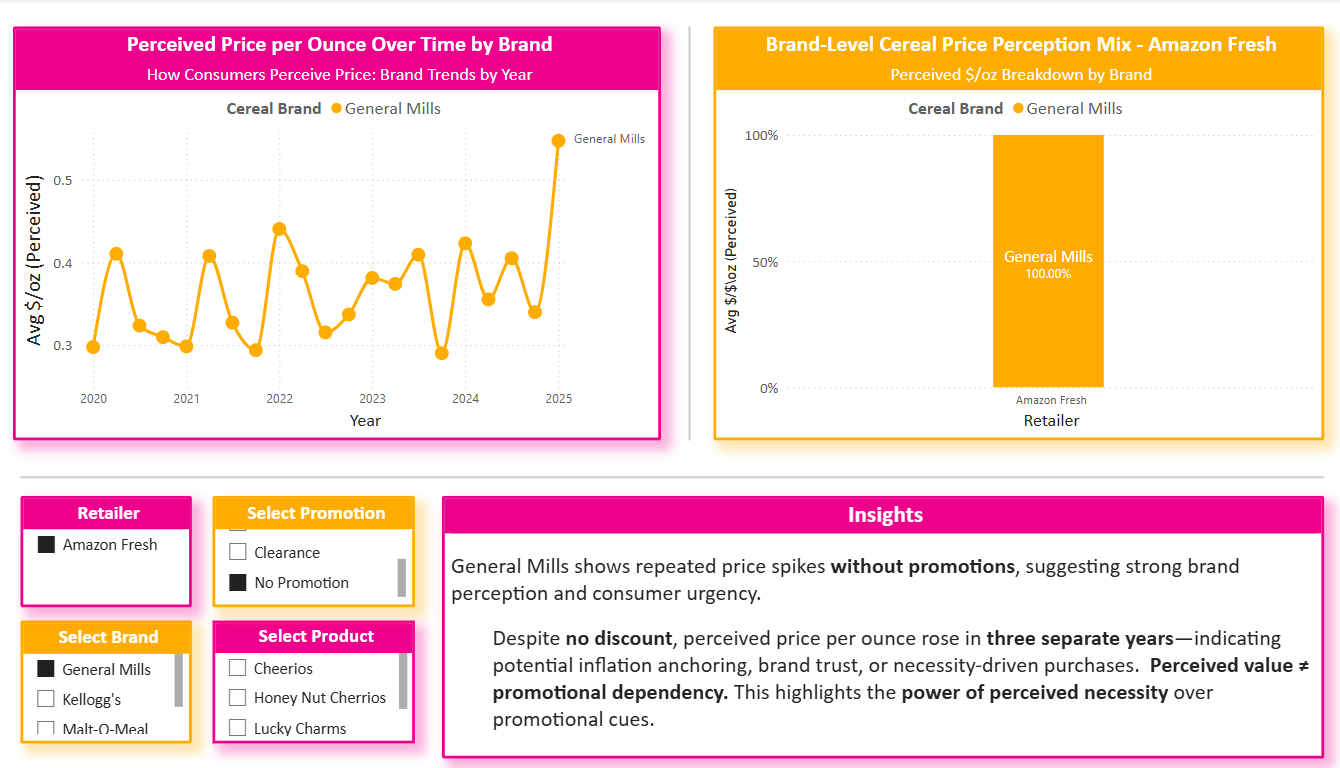 Perceived Price per Ounce Over Time by Brand
How Consumers Perceive Price: Brand Trends by Year
Cereal Brand General Mills
General Mills
Avg $/oz (Perceived)
0.5
0.4
0.3
2020 2021 2022 2023 2024 2025
Year
Brand-Level Cereal Price Perception Mix - Amazon Fresh
Perceived $/oz Breakdown by Brand
Cereal Brand General Mills
Avg $/$\oz (Perceived)
100%
50%
0%
General Mills
100.00%
Amazon Fresh
Retailer
Retailer
Amazon Fresh
Select Promotion
Clearance
No Promotion
Select Brand
General Mills
Kellogg's
Malt-O-Meal
Select Product
Cheerios
Honey Nut Cherrios
Lucky Charms
Insights
General Mills shows repeated price spikes without promotions, suggesting strong brand
perception and consumer urgency.
Despite no discount, perceived price per ounce rose in three separate years—indicating
potential inflation anchoring, brand trust, or necessity-driven purchases. Perceived value ≠
promotional dependency. This highlights the power of perceived necessity over
promotional cues.